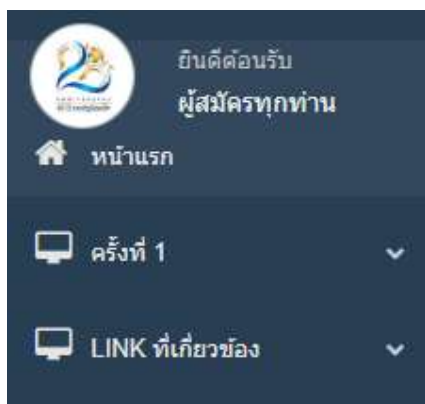 ยินดีต้อนรับ
ผู้สมัครทุกท่าน
หน้าแรก
ครั้งที่ 1
LINK ที่เกี่ยวข้อง